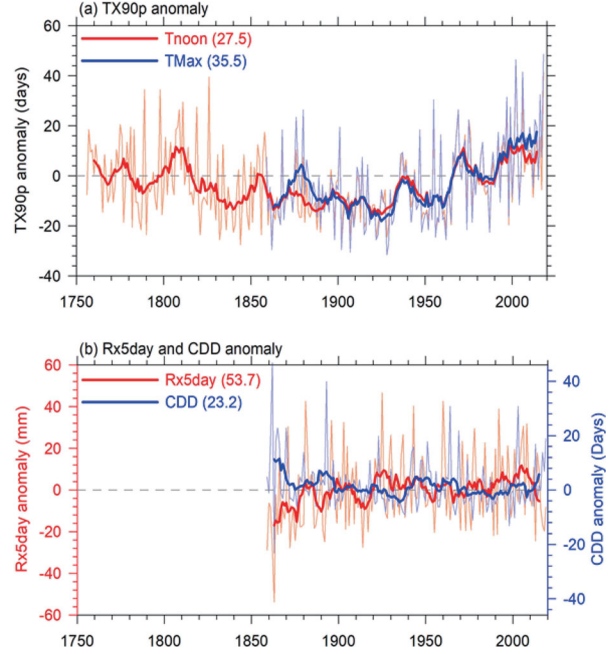 (a) TX90p anomaly
60
Tnoon (27.5)
TMax (35.5)
40
20
0
-20
-40
TX90p anomaly (days)
1750 1800 1850 1900 1950 2000
(b) Rx5day and CDD anomaly
60
Rx5day (53.7)
CDD (23.2)
40
20
0
-20
-40
-60
Rx5day anomaly (mm)
40
20
0
-20
-40
CDD anomaly (Days)
1750 1800 1850 1900 1950 2000